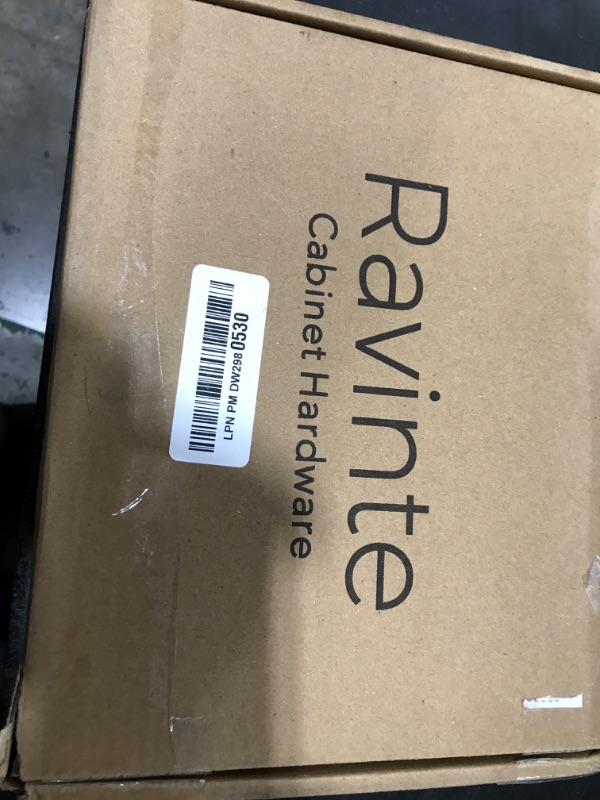 Ravinte
Cabinet Hardware
LPN PM DW298 0530